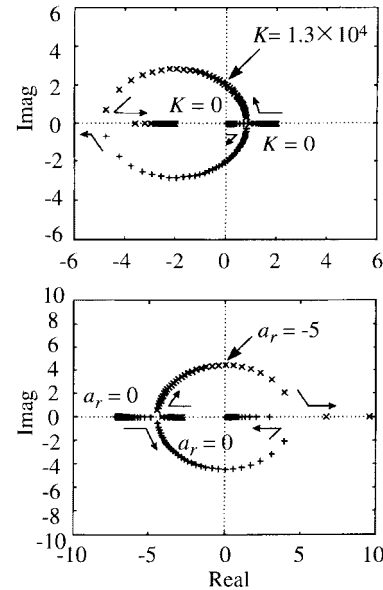 6
4
2
0
-2
-4
-6
Imag
K = 1.3×10⁴
K = 0
K = 0
-6 -4 -2 0 2 4 6
10
8
6
4
2
0
-2
-4
-6
-8
-10
Imag
a_r = -5
a_r = 0
a_r = 0
-10 -5 0 5 10
Real